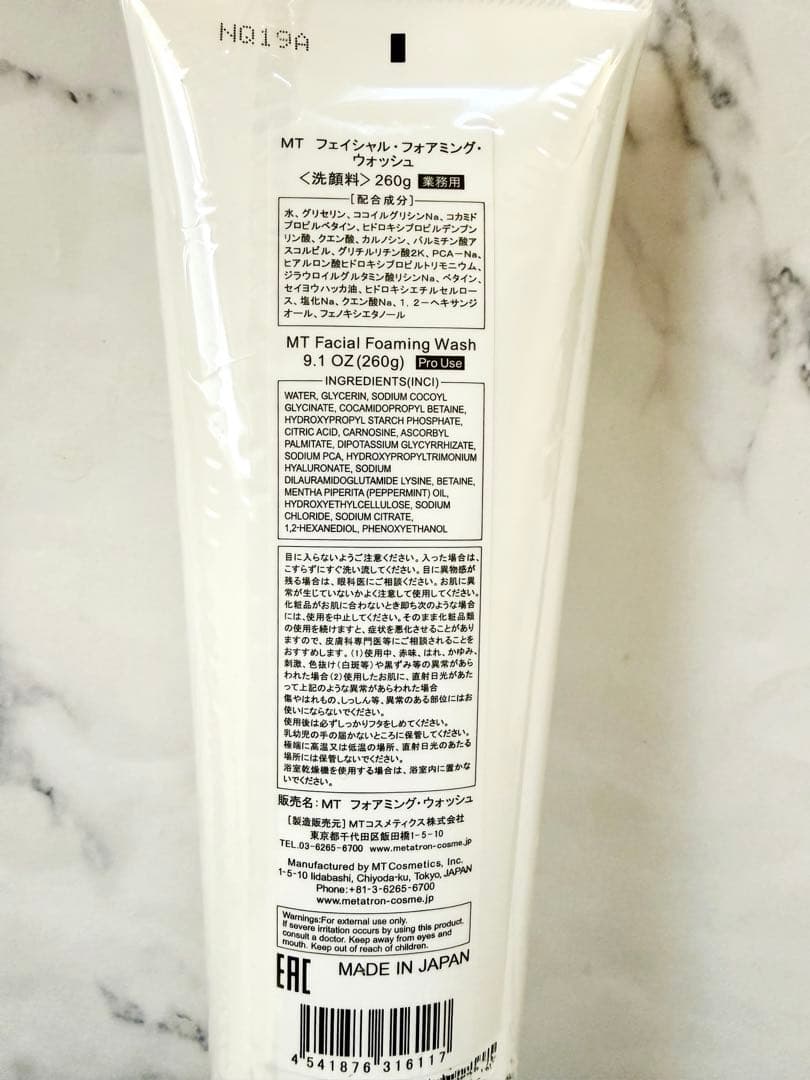 NQ19A
MT フェイシャル・フォアミング・
ウォッシュ
<洗顔料> 260g 業務用
[配合成分]
水、グリセリン、ココイルグリシンNa、コカミド
プロピルベタイン、ヒドロキシプロピルデンプン
リン酸、クエン酸、カルノシン、パルミチン酸ア
スコルビル、グリチルリチン酸2K、PCA-Na、
ヒアルロン酸ヒドロキシプロピルトリモニウム、
ジラウロイルグルタミン酸リシンNa、ベタイン、
セイヨウハッカ油、ヒドロキシエチルセルロー
ス、塩化Na、クエン酸Na、1,2-ヘキサンジ
オール、フェノキシエタノール
MT Facial Foaming Wash
9.1 OZ (260g) Pro Use
INGREDIENTS(INCI)
WATER, GLYCERIN, SODIUM COCOYL
GLYCINATE, COCAMIDOPROPYL BETAINE,
HYDROXYPROPYL STARCH PHOSPHATE,
CITRIC ACID, CARNOSINE, ASCORBYL
PALMITATE, DIPOTASSIUM GLYCYRRHIZATE,
SODIUM PCA, HYDROXYPROPYLTRIMONIUM
HYALURONATE, SODIUM
DILAURAMIDOGLUTAMIDE LYSINE, BETAINE,
MENTHA PIPERITA (PEPPERMINT) OIL,
HYDROXYETHYLCELLULOSE, SODIUM
CHLORIDE, SODIUM CITRATE,
1,2-HEXANEDIOL, PHENOXYETHANOL
目に入らないようご注意ください。入った場合は、
こすらずにすぐ洗い流してください。目に異物感が
残る場合は、眼科医にご相談ください。お肌に異
常が生じていないかよく注意して使用してください。
化粧品がお肌に合わないとき即ち次のような場合
には、使用を中止してください。そのまま化粧品類
の使用を続けますと、症状を悪化させることがあり
ますので、皮膚科専門医等にご相談されることを
おすすめします。(1)使用中、赤味、はれ、かゆみ、
刺激、色抜け(白斑等)や黒ずみ等の異常があら
われた場合(2)使用したお肌に、直射日光があた
って上記のような異常があらわれた場合
傷やはれもの、しっしん等、異常のある部位にはお
使いにならないでください。
使用後は必ずしっかりフタをしめてください。
乳幼児の手の届かないところに保管してください。
極端に高温又は低温の場所、直射日光のあたる
場所には保管しないでください。
浴室乾燥機を使用する場合は、浴室内に置かな
いでください。
販売名:MT フォアミング・ウォッシュ
[製造販売元] MTコスメティクス株式会社
東京都千代田区飯田橋1-5-10
TEL.03-6265-6700 www.metatron-cosme.jp
Manufactured by MT Cosmetics, Inc.
1-5-10 Iidabashi, Chiyoda-ku, Tokyo, JAPAN
Phone:+81-3-6265-6700
www.metatron-cosme.jp
Warnings:For external use only.
If severe irritation occurs by using this product,
consult a doctor. Keep away from eyes and
mouth. Keep out of reach of children.
EAC MADE IN JAPAN
4 541876 316117